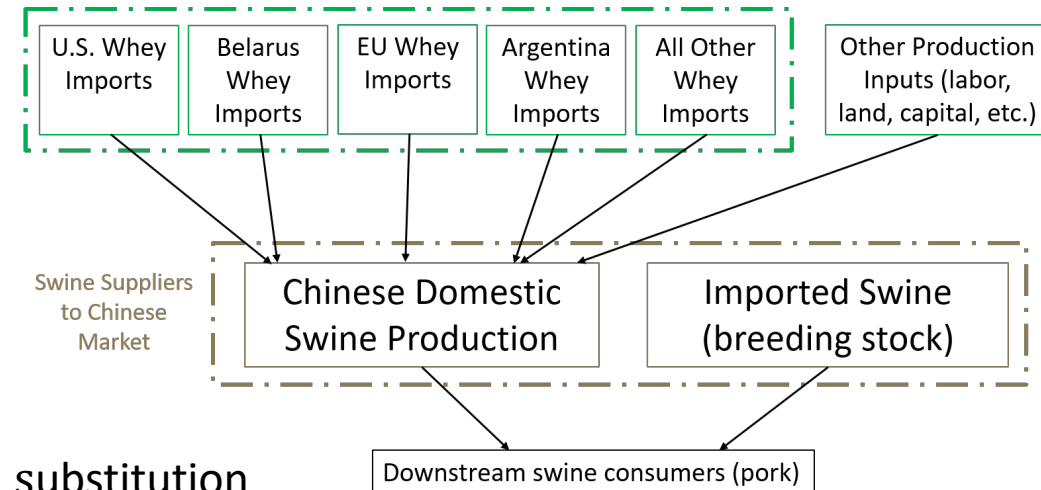 U.S. Whey
Imports
Belarus
Whey
Imports
EU Whey
Imports
Argentina
Whey
Imports
All Other
Whey
Imports
Other Production
Inputs (labor,
land, capital, etc.)
Swine Suppliers
to Chinese
Market
Chinese Domestic
Swine Production
Imported Swine
(breeding stock)
substitution
Downstream swine consumers (pork)